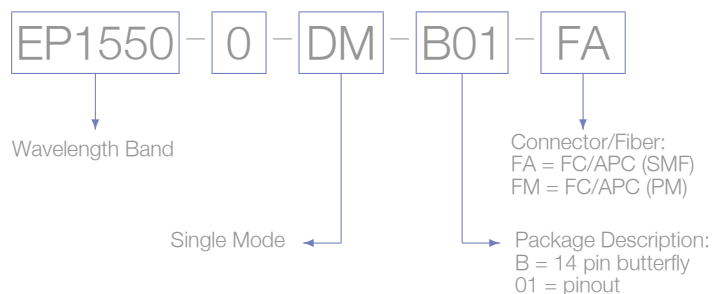 EP1550-0-DM-B01-FA
Wavelength Band
Connector/Fiber:
FA = FC/APC (SMF)
FM = FC/APC (PM)
Single Mode
Package Description:
B = 14 pin butterfly
01 = pinout